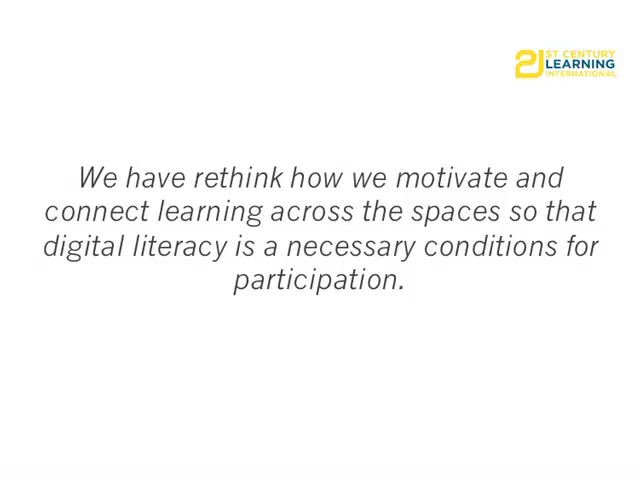 21ST CENTURY
LEARNING
INTERNATIONAL
We have rethink how we motivate and
connect learning across the spaces so that
digital literacy is a necessary conditions for
participation.